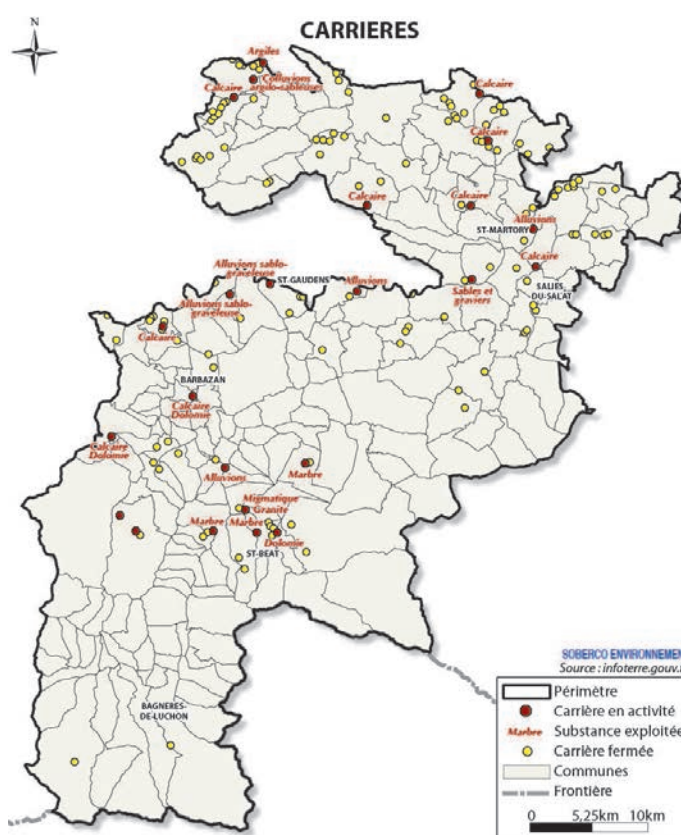 N
CARRIERES
Argiles
Colluvions
argilo-sableuses
Calcaire
Calcaire
Calcaire
Calcaire
Calcaire
Alluvions
ST-MARTORY
Calcaire
Alluvions sablo-
graveleuse
ST-GAUDENS
Alluvions
Sables et
graviers
SALIES
DU-SALAT
Alluvions sablo-
graveleuse
Calcaire
BARBAZAN
Calcaire
Dolomie
Calcaire
Dolomie
Alluvions
Marbre
Migmatique
Granite
Marbre
Marbre
Dolomie
ST-BEAT
BAGNERES-
DE-LUCHON
SOBERCO ENVIRONNEMEN
Source : infoterre.gouv.f
Périmètre
Carrière en activité
Marbre Substance exploitée
Carrière fermée
Communes
Frontière
0 5,25km 10km